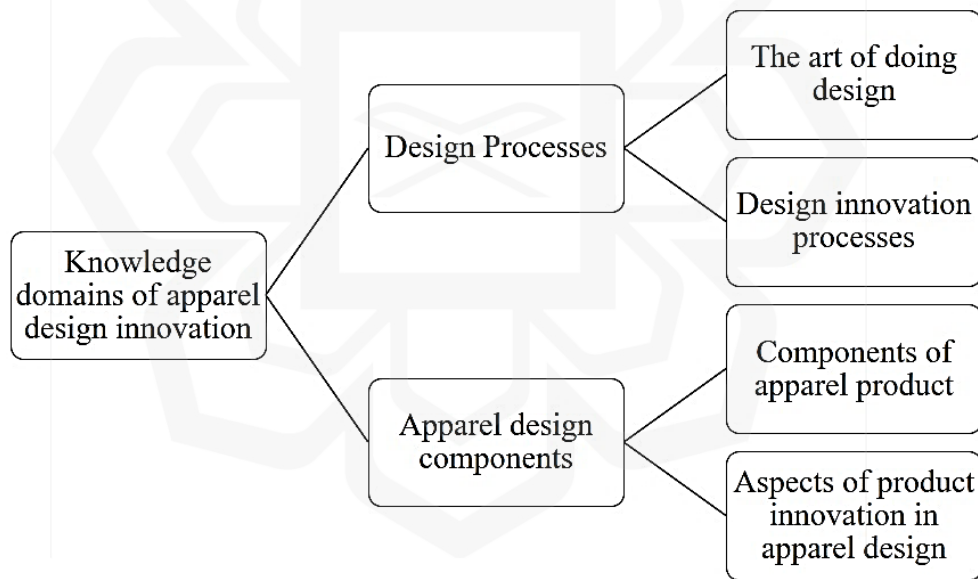 The art of doing
design
Design Processes
Design innovation
processes
Knowledge
domains of apparel
design innovation
Components of
apparel product
Apparel design
components
Aspects of product
innovation in
apparel design